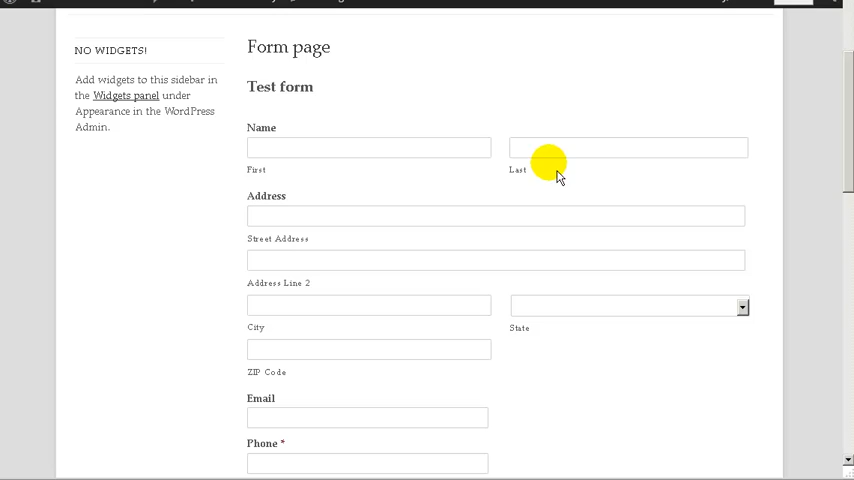 NO WIDGETS!
Add widgets to this sidebar in
the Widgets panel under
Appearance in the WordPress
Admin.
Form page
Test form
Name
First
Last
Address
Street Address
Address Line 2
City
State
ZIP Code
Email
Phone *